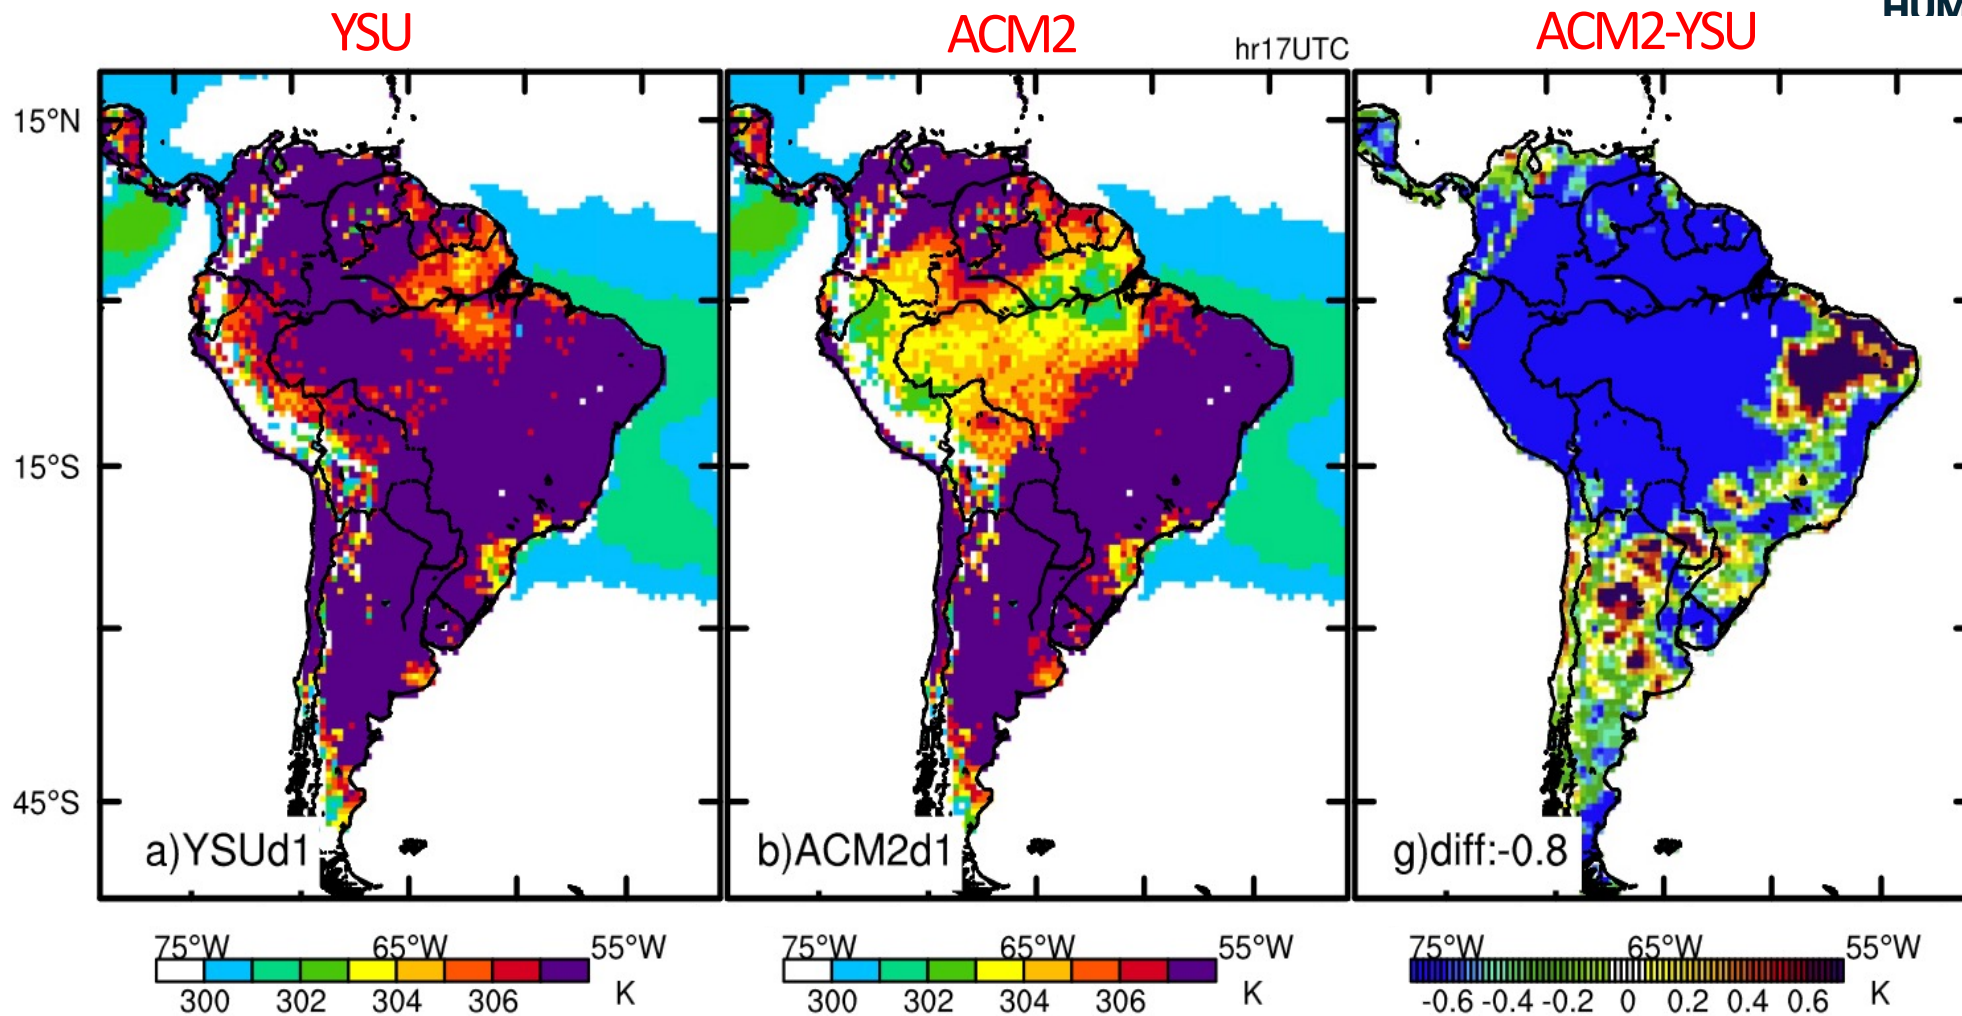 YSU
ACM2
ACM2-YSU
hr17UTC
15°N
15°S
45°S
a)YSUd1
b)ACM2d1
g)diff:-0.8
75°W 65°W 55°W
300 302 304 306 K
75°W 65°W 55°W
300 302 304 306 K
75°W 65°W 55°W
-0.6 -0.4 -0.2 0 0.2 0.4 0.6 K